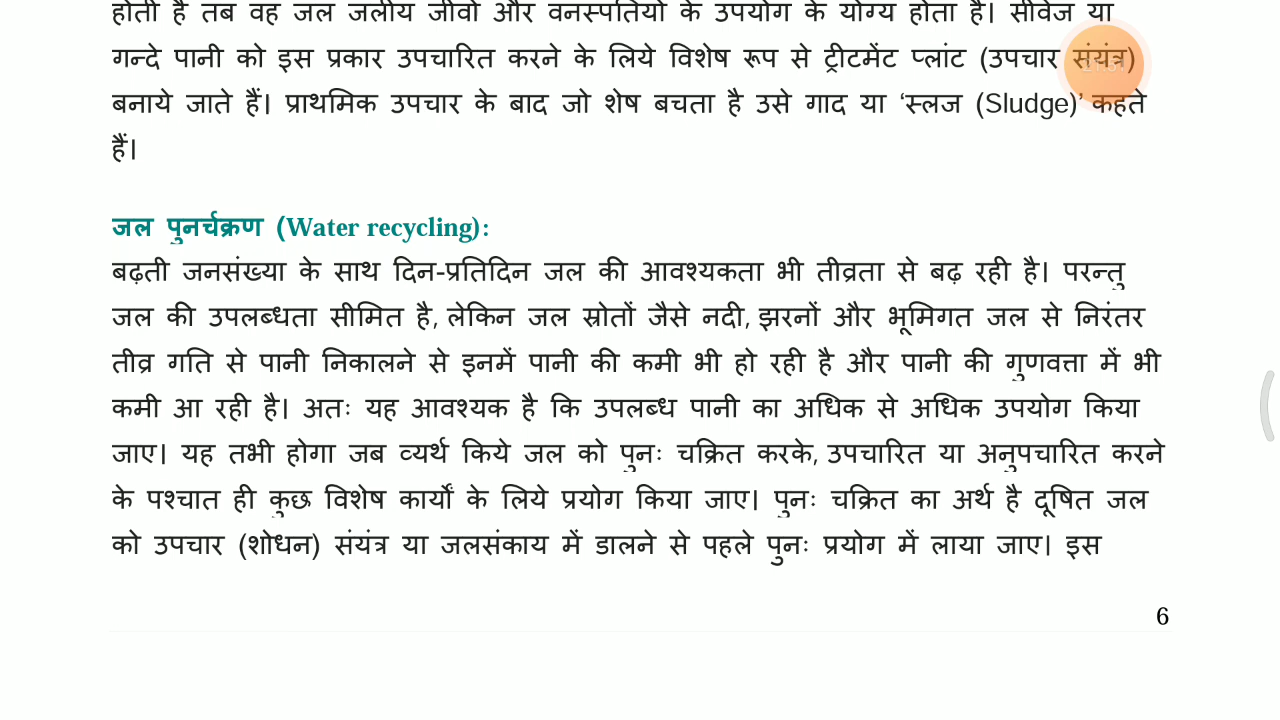 होती है तब वह जल जलीय जीवों और वनस्पतियों के उपयोग के योग्य होता है। सीवेज या
गन्दे पानी को इस प्रकार उपचारित करने के लिये विशेष रूप से ट्रीटमेंट प्लांट (उपचार संयंत्र)
बनाये जाते हैं। प्राथमिक उपचार के बाद जो शेष बचता है उसे गाद या ‘स्लज (Sludge)’ कहते
हैं।
जल पुनर्चक्रण (Water recycling):
बढ़ती जनसंख्या के साथ दिन-प्रतिदिन जल की आवश्यकता भी तीव्रता से बढ़ रही है। परन्तु
जल की उपलब्धता सीमित है, लेकिन जल स्रोतों जैसे नदी, झरनों और भूमिगत जल से निरंतर
तीव्र गति से पानी निकालने से इनमें पानी की कमी भी हो रही है और पानी की गुणवत्ता में भी
कमी आ रही है। अतः यह आवश्यक है कि उपलब्ध पानी का अधिक से अधिक उपयोग किया
जाए। यह तभी होगा जब व्यर्थ किये जल को पुनः चक्रित करके, उपचारित या अनुपचारित करने
के पश्चात ही कुछ विशेष कार्यों के लिये प्रयोग किया जाए। पुनः चक्रित का अर्थ है दूषित जल
को उपचार (शोधन) संयंत्र या जलसंकाय में डालने से पहले पुनः प्रयोग में लाया जाए। इस
6